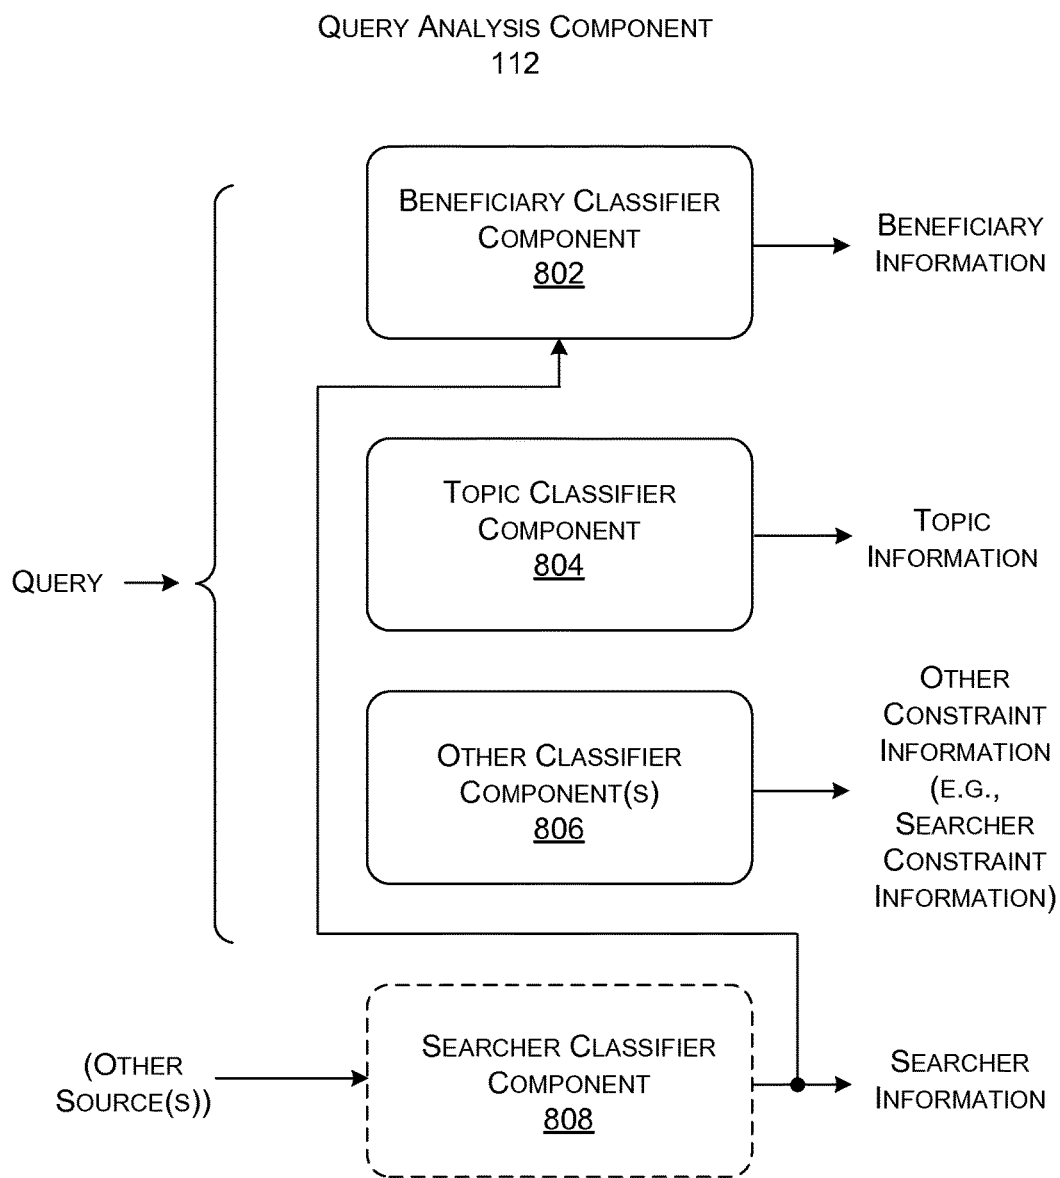 QUERY ANALYSIS COMPONENT
112
BENEFICIARY CLASSIFIER
COMPONENT
802
BENEFICIARY
INFORMATION
TOPIC CLASSIFIER
COMPONENT
804
TOPIC
INFORMATION
QUERY
OTHER CLASSIFIER
COMPONENT(S)
806
OTHER
CONSTRAINT
INFORMATION
(E.G.,
SEARCHER
CONSTRAINT
INFORMATION)
(OTHER
SOURCE(S))
SEARCHER CLASSIFIER
COMPONENT
808
SEARCHER
INFORMATION